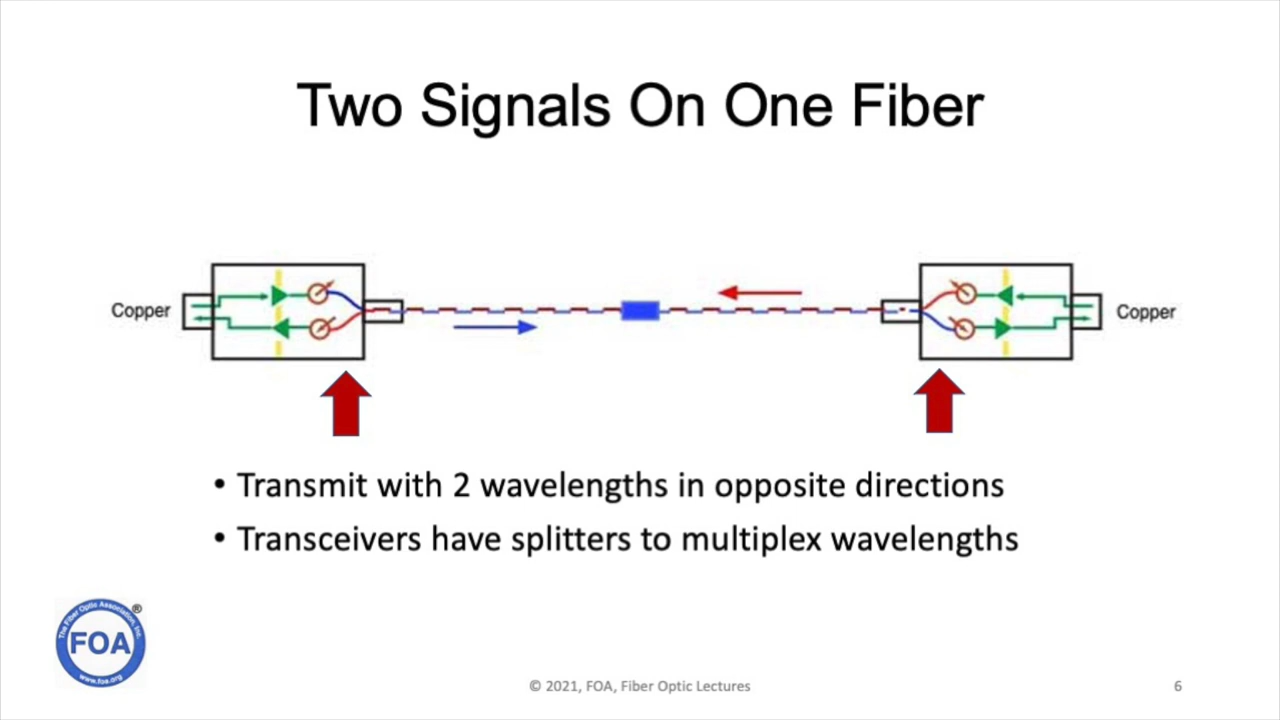 Two Signals On One Fiber
Copper
Copper
• Transmit with 2 wavelengths in opposite directions
• Transceivers have splitters to multiplex wavelengths
The Fiber Optic Association, Inc.
®
FOA
www.foa.org
© 2021, FOA, Fiber Optic Lectures
6